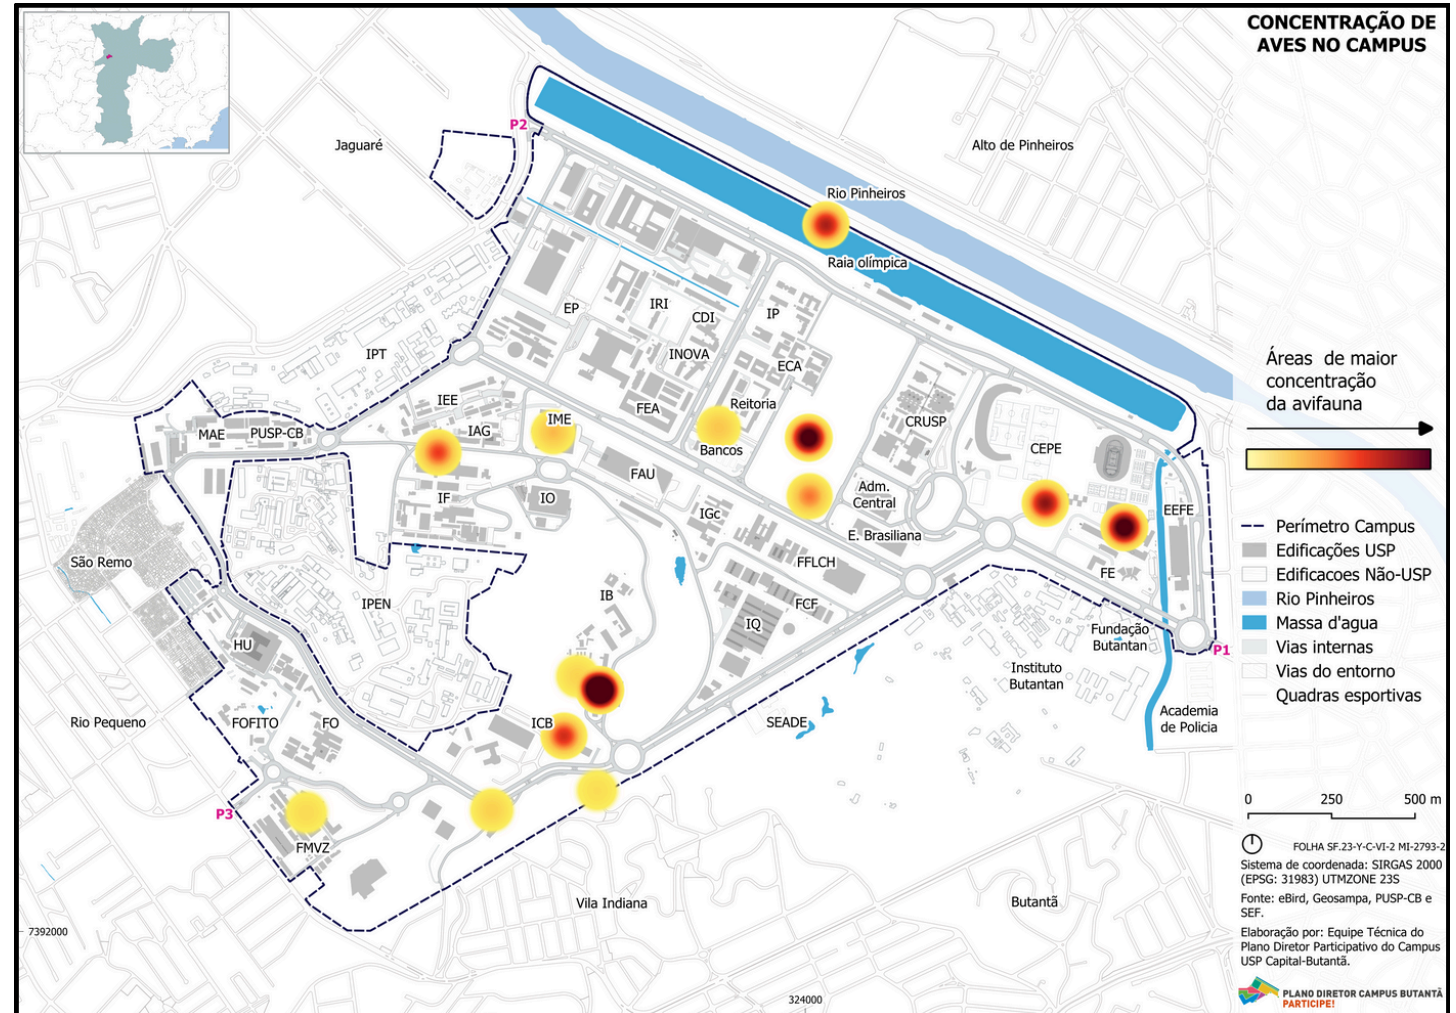 CONCENTRAÇÃO DE
AVES NO CAMPUS
P2
Jaguaré
Alto de Pinheiros
Rio Pinheiros
Raia olímpica
EP
IRI
CDI
IP
INOVA
IPT
ECA
IEE
FEA
Reitoria
IME
MAE
PUSP-CB
IAG
Bancos
CRUSP
CEPE
FAU
IF
IO
Adm.
Central
IGc
EEFE
E. Brasiliana
São Remo
FFLCH
FE
IPEN
IB
FCF
IQ
Fundação
Butantan
HU
P1
Instituto
Butantan
Rio Pequeno
FOFITO
FO
ICB
SEADE
Academia
de Policia
P3
FMVZ
Vila Indiana
Butantã
7392000
324000
Áreas de maior
concentração
da avifauna
Perímetro Campus
Edificações USP
Edificacoes Não-USP
Rio Pinheiros
Massa d'agua
Vias internas
Vias do entorno
Quadras esportivas
0 250 500 m
FOLHA SF.23-Y-C-VI-2 MI-2793-2
Sistema de coordenada: SIRGAS 2000
(EPSG: 31983) UTMZONE 23S
Fonte: eBird, Geosampa, PUSP-CB e
SEF.
Elaboração por: Equipe Técnica do
Plano Diretor Participativo do Campus
USP Capital-Butantã.
PLANO DIRETOR CAMPUS BUTANTÃ
PARTICIPE!